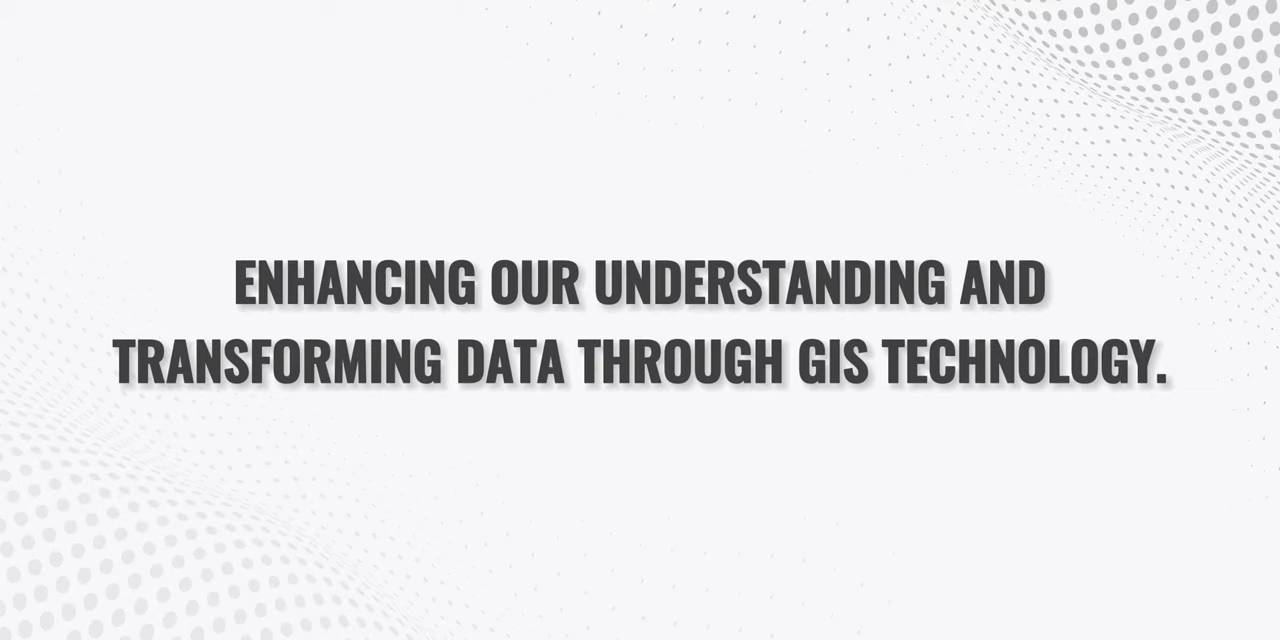 ENHANCING OUR UNDERSTANDING AND
TRANSFORMING DATA THROUGH GIS TECHNOLOGY.